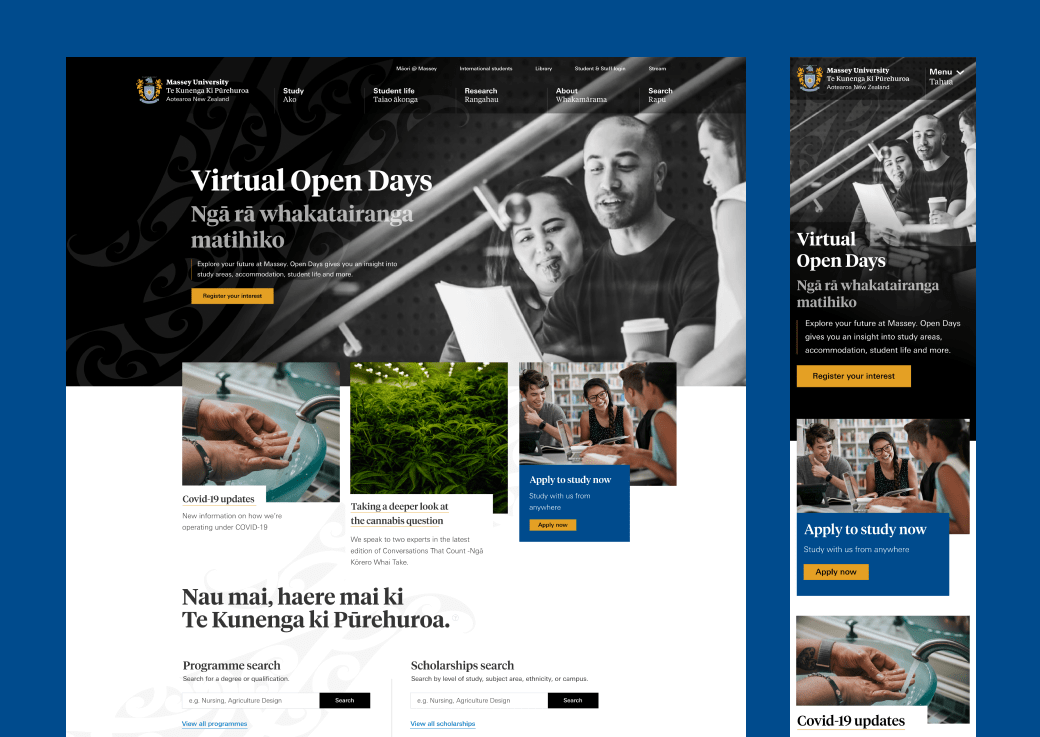 Māori @ Massey
International students
Library
Student & Staff login
Stream
Massey University
Te Kunenga Ki Pūrehuroa
Aotearoa New Zealand
Study
Ako
Student life
Taiao ākonga
Research
Rangahau
About
Whakamārama
Search
Rapu
Virtual Open Days
Ngā rā whakatairanga
matihiko
Explore your future at Massey. Open Days gives you an insight into
study areas, accommodation, student life and more.
Register your interest
Covid-19 updates
New information on how we're
operating under COVID-19
Taking a deeper look at
the cannabis question
We speak to two experts in the latest
edition of Conversations That Count -Ngā
Kōrero Whai Take.
Apply to study now
Study with us from
anywhere
Apply now
Nau mai, haere mai ki
Te Kunenga ki Pūrehuroa.
Programme search
Search for a degree or qualification.
e.g. Nursing, Agriculture Design
Search
View all programmes
Scholarships search
Search by level of study, subject area, ethnicity, or campus.
e.g. Nursing, Agriculture Design
Search
View all scholarships
Massey University
Te Kunenga Ki Pūrehuroa
Aotearoa New Zealand
Menu
Tahua
Virtual
Open Days
Ngā rā whakatairanga
matihiko
Explore your future at Massey. Open Days
gives you an insight into study areas,
accommodation, student life and more.
Register your interest
Apply to study now
Study with us from anywhere
Apply now
Covid-19 updates